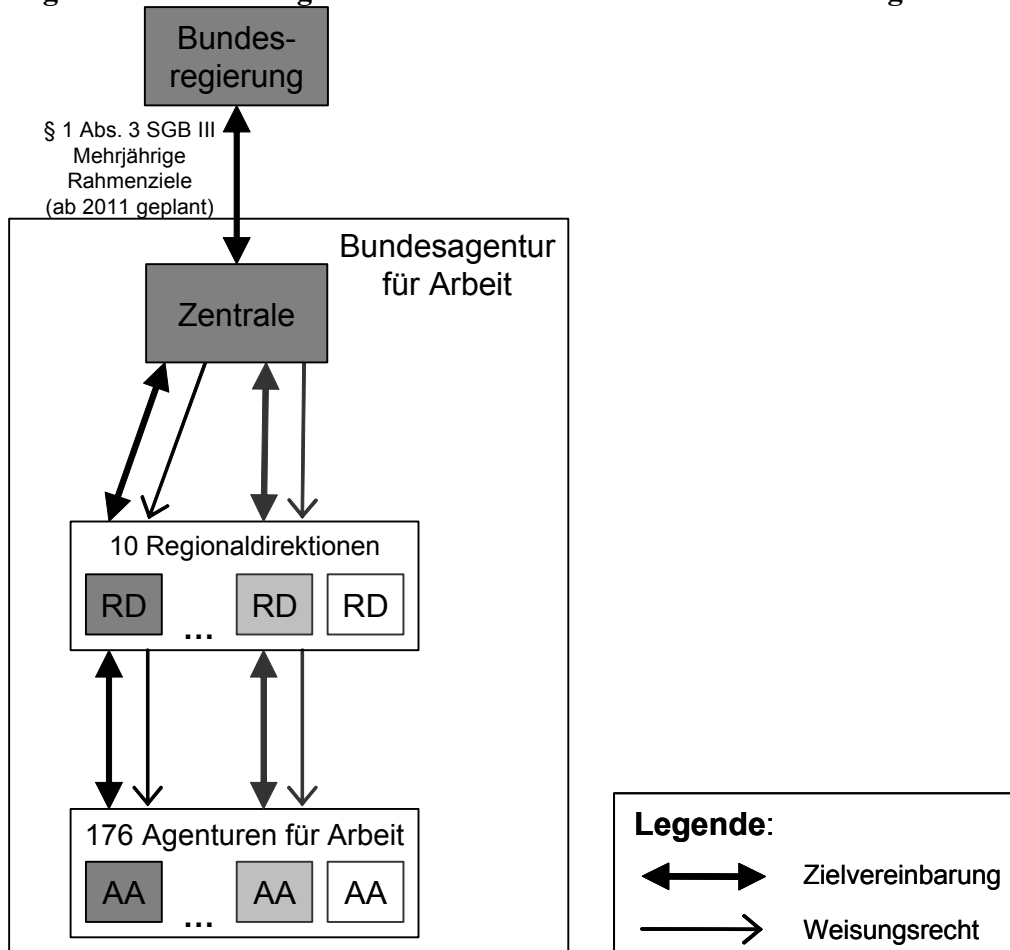 Bundes-
regierung
§ 1 Abs. 3 SGB III
Mehrjährige
Rahmenziele
(ab 2011 geplant)
Bundesagentur
für Arbeit
Zentrale
10 Regionaldirektionen
RD ... RD RD
176 Agenturen für Arbeit
AA ... AA AA
Legende:
Zielvereinbarung
Weisungsrecht